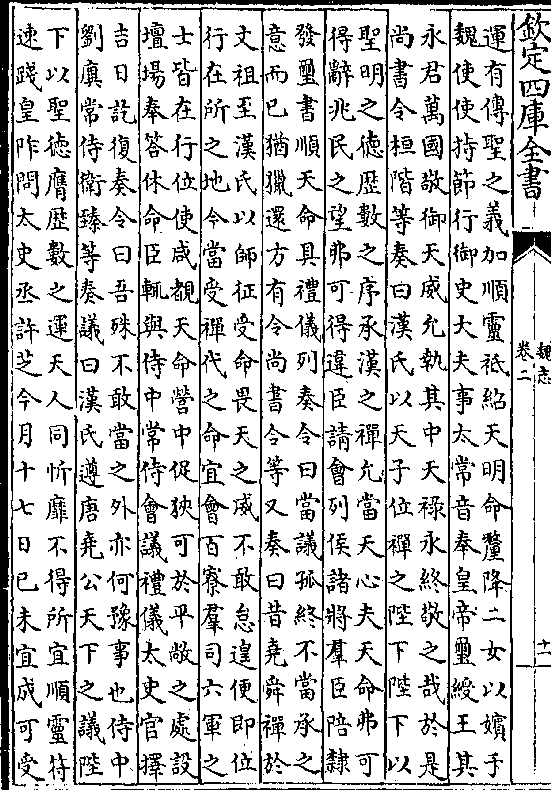 欽定四庫全書
魏志
卷二
十一
運有傳聖之義加順靈祗紹天明命釐降二女以嬪于
魏使使持節行御史大夫事太常音奉皇帝璽綬王其
永君萬國敬御天威允執其中天祿永終敬之哉於是
尚書令桓階等奏曰漢氏以天子位禪之陛下陛下以
聖明之德歷數之序承漢之禪允當天心夫天命弗可
得辭兆民之望弗可得違臣請會列侯諸將羣臣陪隸
發璽書順天命具禮儀列奏令曰當議孤終不當承之
意而已猶獵還方有令尚書令等又奏曰昔堯舜禪於
文祖至漢氏以師征受命畏天之威不敢怠遑便即位
行在所之地今當受禪代之命宜會百寮羣司六軍之
士皆在行位使咸覩天命營中促狹可於平敞之處設
壇場奉答休命臣輒與侍中常侍會議禮儀太史官擇
吉日訖復奏令曰吾殊不敢當之外亦何豫事也侍中
劉廙常侍衛臻等奏議曰漢氏遵唐堯公天下之議陛
下以聖德膺歷數之運天人同忻靡不得所宜順靈符
速踐皇阼問太史丞許芝今月十七日已未宜成可受